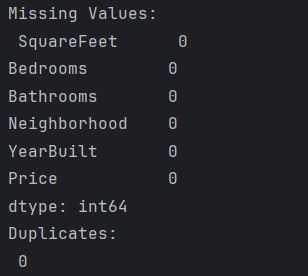 Missing Values:
 SquareFeet      0
Bedrooms        0
Bathrooms       0
Neighborhood    0
YearBuilt       0
Price           0
dtype: int64
Duplicates:
 0